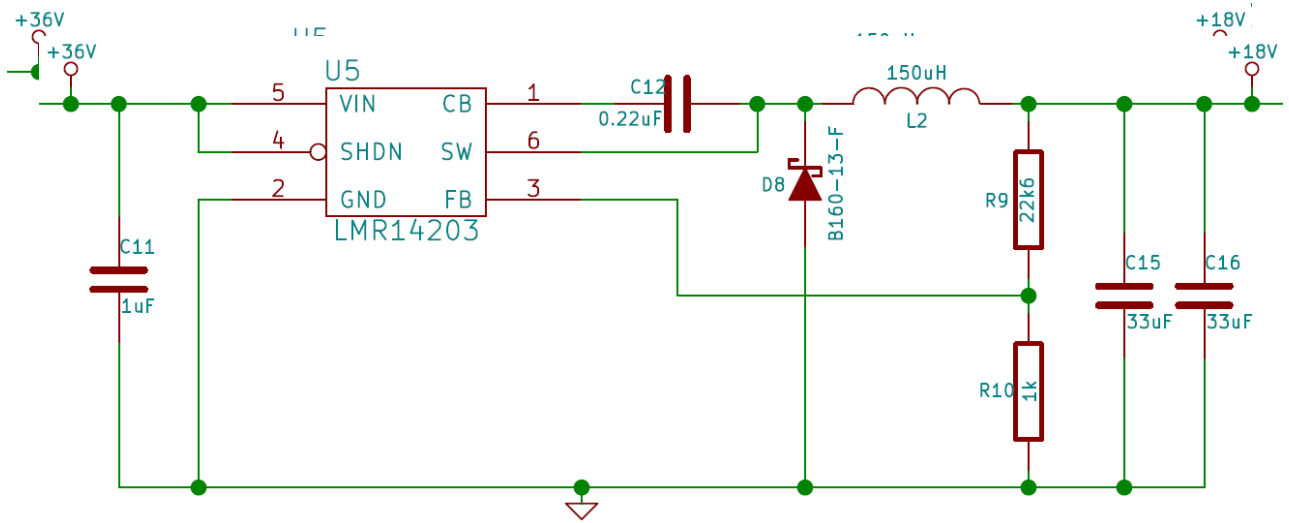 +36V
+18V
+36V
+18V
U5
150uH
5
VIN
CB
1
C12
0.22uF
L2
4
SHDN
SW
6
D8
B160-13-F
2
GND
FB
3
R9
22k6
LMR14203
C11
1uF
C15
33uF
C16
33uF
R10
1k